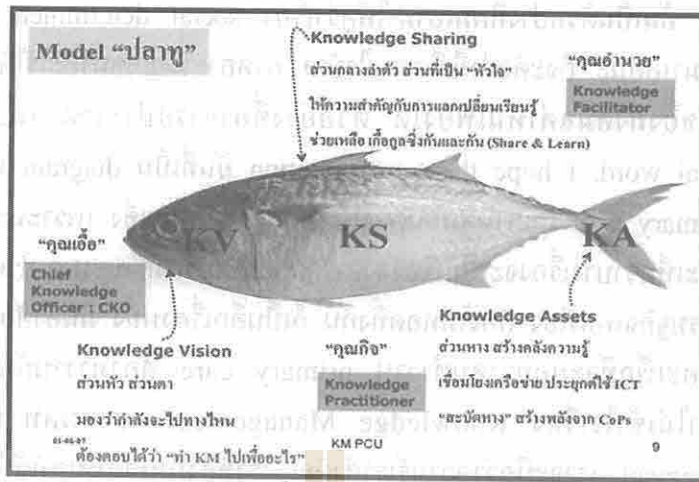 Model “ปลาทู”
Knowledge Sharing
ส่วนกลางลำตัว ส่วนที่เป็น “หัวใจ”
ให้ความสำคัญกับการแลกเปลี่ยนเรียนรู้
ช่วยเหลือ เกื้อกูลซึ่งกันและกัน (Share & Learn)
“คุณอำนวย”
Knowledge
Facilitator
KV
KS
KA
“คุณเอื้อ”
Chief
Knowledge
Officer : CKO
Knowledge Vision
ส่วนหัว ส่วนตา
มองว่ากำลังจะไปทางไหน
ต้องตอบได้ว่า “ทำ KM ไปเพื่ออะไร”
“คุณกิจ”
Knowledge
Practitioner
Knowledge Assets
ส่วนหาง สร้างคลังความรู้
เชื่อมโยงเครือข่าย ประยุกต์ใช้ ICT
“สะบัดหาง” สร้างพลังจาก CoPs
KM PCU
9